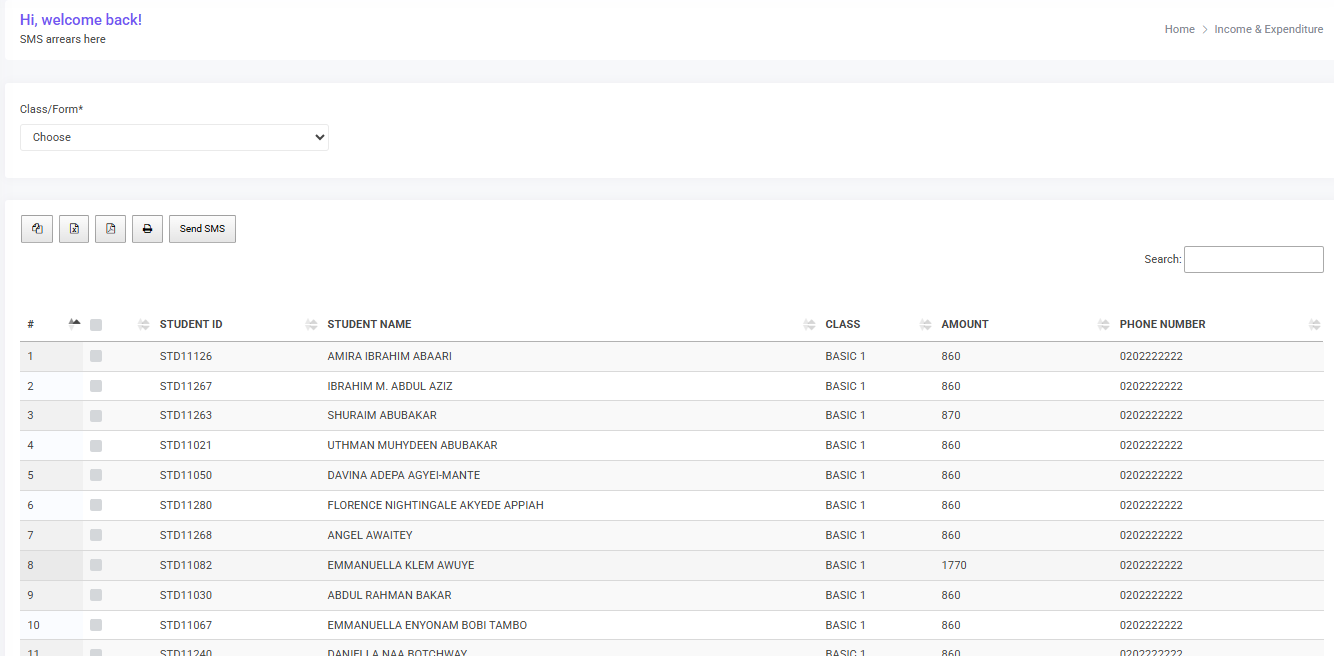 Hi, welcome back!
SMS arrears here
Home > Income & Expenditure
Class/Form*
Choose
Send SMS
Search:
# STUDENT ID STUDENT NAME CLASS AMOUNT PHONE NUMBER
1 STD11126 AMIRA IBRAHIM ABAARI BASIC 1 860 0202222222
2 STD11267 IBRAHIM M. ABDUL AZIZ BASIC 1 860 0202222222
3 STD11263 SHURAIM ABUBAKAR BASIC 1 870 0202222222
4 STD11021 UTHMAN MUHYDEEN ABUBAKAR BASIC 1 860 0202222222
5 STD11050 DAVINA ADEPA AGYEI-MANTE BASIC 1 860 0202222222
6 STD11280 FLORENCE NIGHTINGALE AKYEDE APPIAH BASIC 1 860 0202222222
7 STD11268 ANGEL AWAITEY BASIC 1 860 0202222222
8 STD11082 EMMANUELLA KLEM AWUYE BASIC 1 1770 0202222222
9 STD11030 ABDUL RAHMAN BAKAR BASIC 1 860 0202222222
10 STD11067 EMMANUELLA ENYONAM BOBI TAMBO BASIC 1 860 0202222222
11 STD11240 DANIELLA NAA BOTCHWAY BASIC 1 860 0202222222